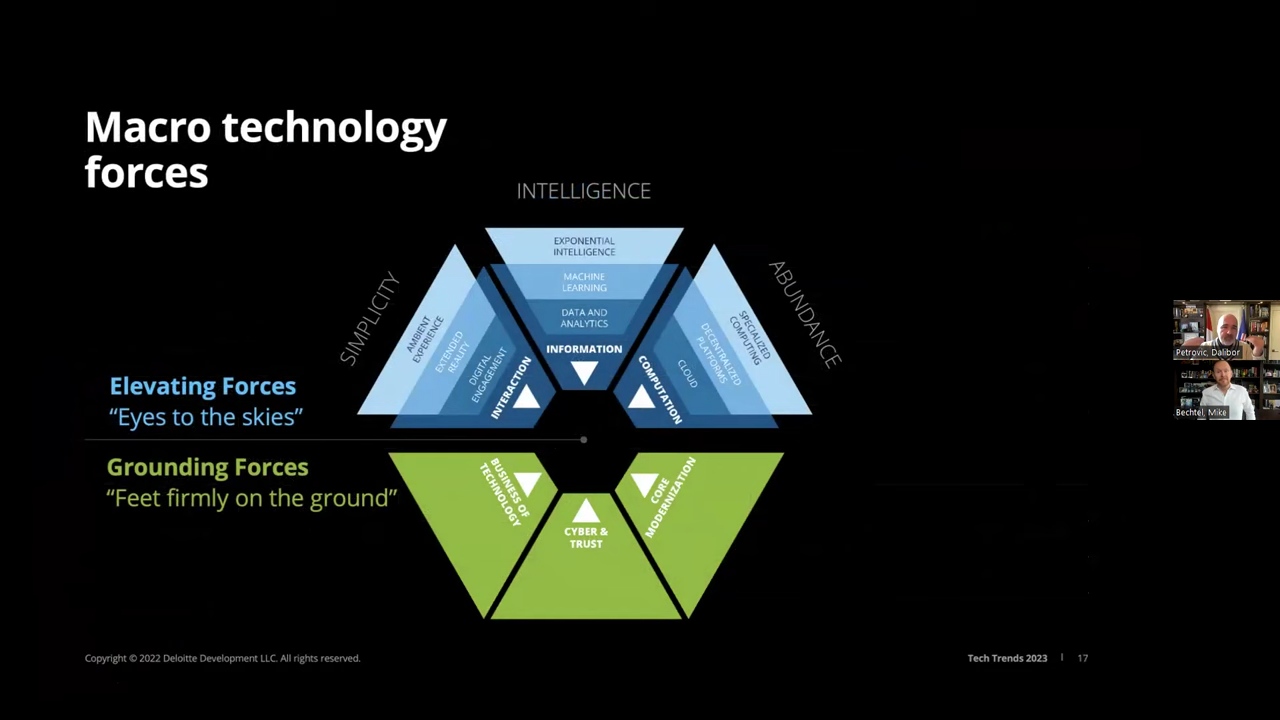 Macro technology
forces
INTELLIGENCE
SIMPLICITY
ABUNDANCE
EXPONENTIAL
INTELLIGENCE
MACHINE
LEARNING
DATA AND
ANALYTICS
INFORMATION
AMBIENT
EXPERIENCE
EXTENDED
REALITY
DIGITAL
ENGAGEMENT
INTERACTION
COMPUTATION
CLOUD
DECENTRALIZED
PLATFORMS
SPECIALIZED
COMPUTING
Elevating Forces
“Eyes to the skies”
Grounding Forces
“Feet firmly on the ground”
BUSINESS OF
TECHNOLOGY
CYBER &
TRUST
CORE
MODERNIZATION
Petrovic, Dalibor
Bechtel, Mike
Copyright © 2022 Deloitte Development LLC. All rights reserved.
Tech Trends 2023 | 17